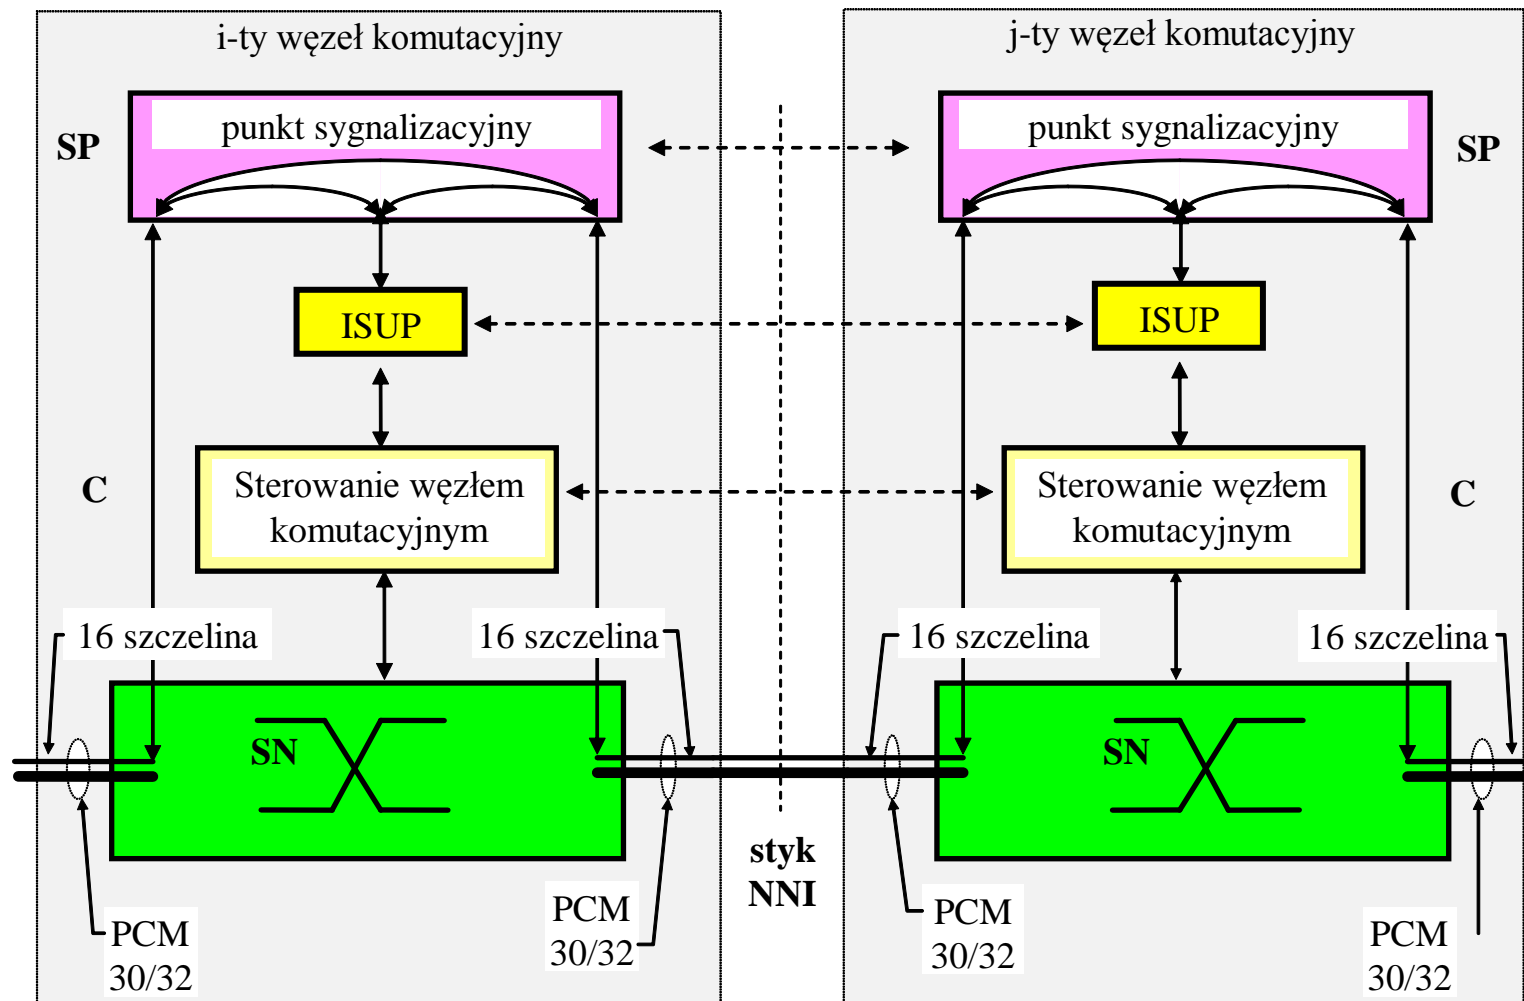 i-ty węzeł komutacyjny
j-ty węzeł komutacyjny
punkt sygnalizacyjny
punkt sygnalizacyjny
SP
SP
ISUP
ISUP
Sterowanie węzłem
komutacyjnym
Sterowanie węzłem
komutacyjnym
C
C
16 szczelina
16 szczelina
16 szczelina
16 szczelina
SN
SN
styk
NNI
PCM
30/32
PCM
30/32
PCM
30/32
PCM
30/32